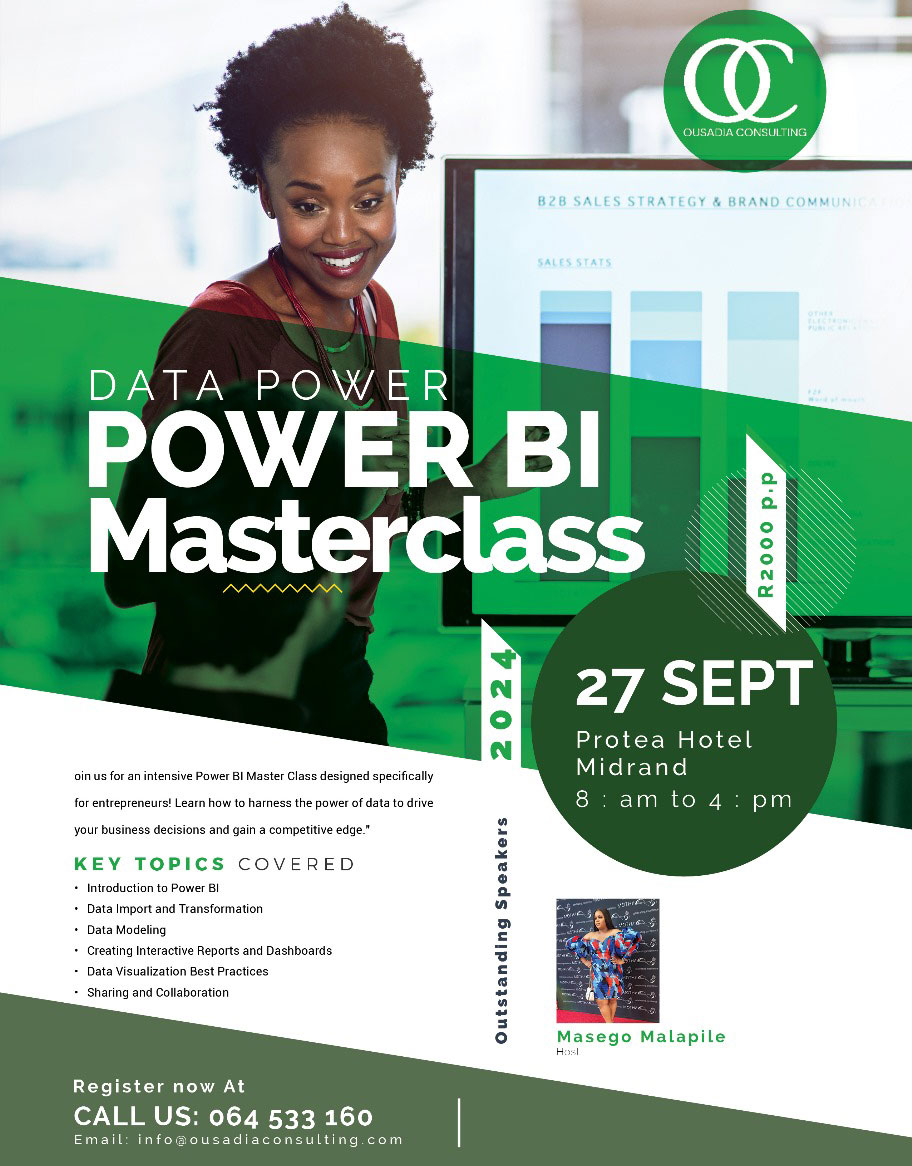 OC
OUSADIA CONSULTING
B2B SALES STRATEGY & BRAND COMMUNICATION
SALES STATS
DATA POWER
POWER BI
Masterclass
R2000 p.p
2024
27 SEPT
Protea Hotel
Midrand
8 : am to 4 : pm
oin us for an intensive Power BI Master Class designed specifically
for entrepreneurs! Learn how to harness the power of data to drive
your business decisions and gain a competitive edge."
KEY TOPICS COVERED
• Introduction to Power BI
• Data Import and Transformation
• Data Modeling
• Creating Interactive Reports and Dashboards
• Data Visualization Best Practices
• Sharing and Collaboration
Outstanding Speakers
Masego Malapile
Host
Register now At
CALL US: 064 533 160
Email: info@ousadiaconsulting.com